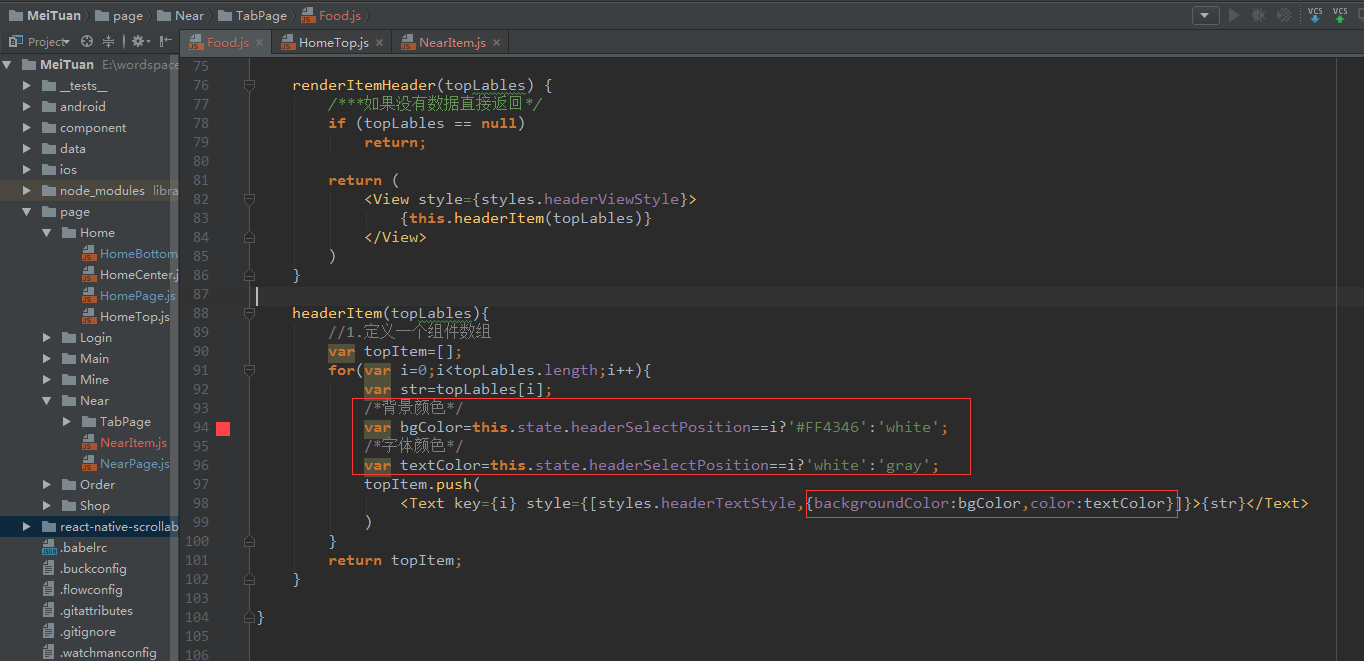 MeiTuan page Near TabPage Food.js
VCS VCS
Project
Food.js HomeTop.js NearItem.js
MeiTuan E:\wordspace
__tests__
android
component
data
ios
node_modules libra
page
Home
HomeBottom
HomeCenter.j
HomePage.js
HomeTop.js
Login
Main
Mine
Near
TabPage
NearItem.js
NearPage.js
Order
Shop
react-native-scrollab
.babelrc
.buckconfig
.flowconfig
.gitattributes
.gitignore
.watchmanconfig
75
76 renderItemHeader(topLables) {
77 /***如果没有数据直接返回*/
78 if (topLables == null)
79 return;
80
81 return (
82 <View style={styles.headerViewStyle}>
83 {this.headerItem(topLables)}
84 </View>
85 )
86 }
87
88 headerItem(topLables){
89 //1.定义一个组件数组
90 var topItem=[];
91 for(var i=0;i<topLables.length;i++){
92 var str=topLables[i];
93 /*背景颜色*/
94 var bgColor=this.state.headerSelectPosition==i?'#FF4346':'white';
95 /*字体颜色*/
96 var textColor=this.state.headerSelectPosition==i?'white':'gray';
97 topItem.push(
98 <Text key={i} style={[styles.headerTextStyle,{backgroundColor:bgColor,color:textColor}]}>{str}</Text>
99 )
100 }
101 return topItem;
102 }
103
104 }
105
106